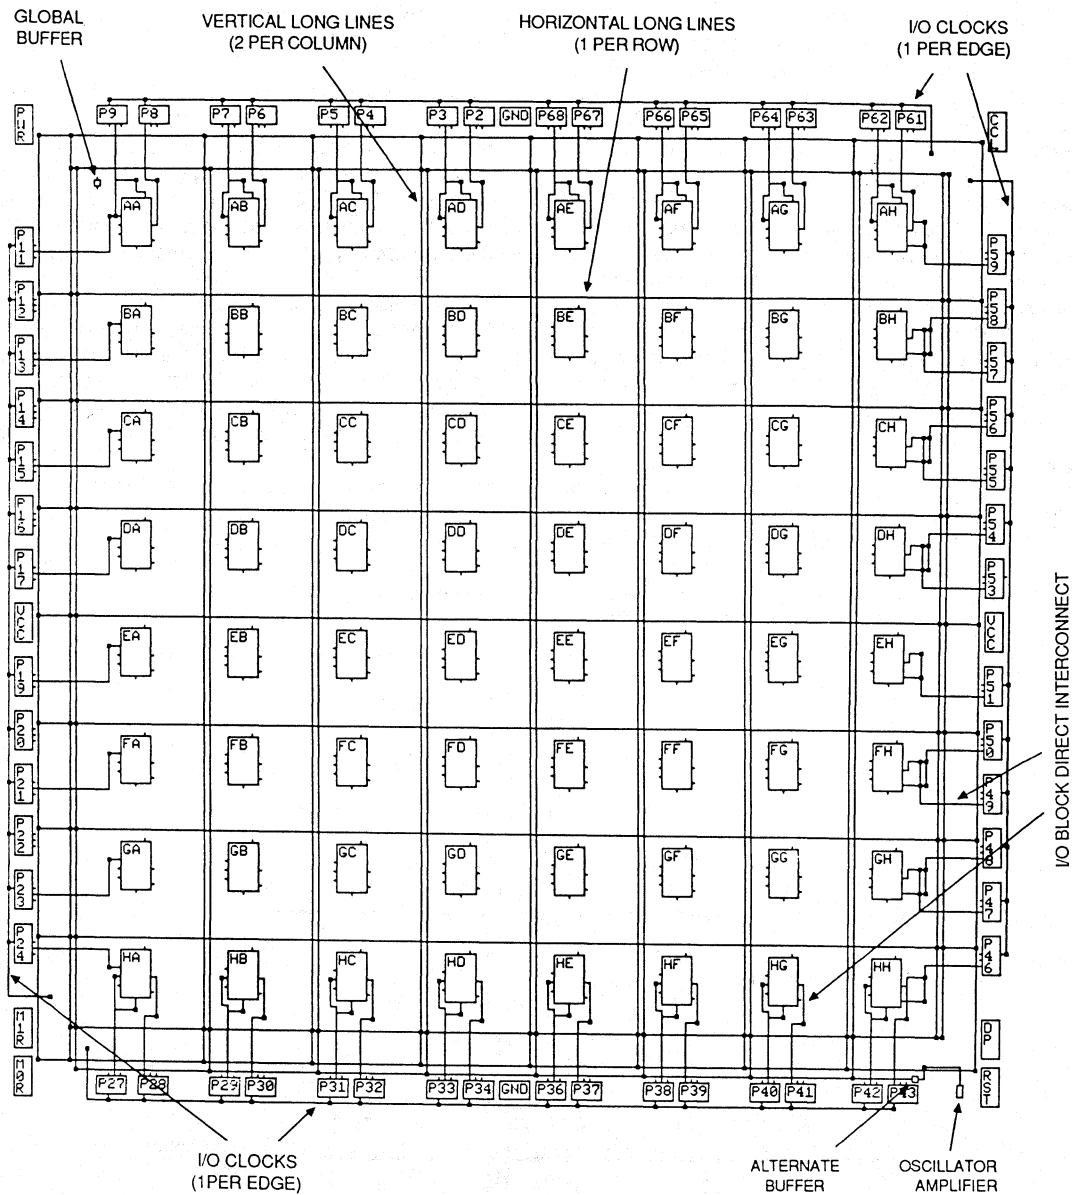 GLOBAL
BUFFER
VERTICAL LONG LINES
(2 PER COLUMN)
HORIZONTAL LONG LINES
(1 PER ROW)
I/O CLOCKS
(1 PER EDGE)
PWR
P9 P8 P7 P6 P5 P4 P3 P2 GND P68 P67 P66 P65 P64 P63 P62 P61
AA AB AC AD AE AF AG AH
P11
P59
P12
P58
BA BB BC BD BE BF BG BH
P13
P57
P14
P56
CA CB CC CD CE CF CG CH
P15
P55
P16
P54
DA DB DC DD DE DF DG DH
P17
P53
VCC
VCC
EA EB EC ED EE EF EG EH
P19
P51
P20
P50
FA FB FC FD FE FF FG FH
P21
P49
P22
P48
GA GB GC GD GE GF GG GH
P23
P47
P24
P46
HA HB HC HD HE HF HG HH
M1R
DP
M0R
RST
P27 P28 P29 P30 P31 P32 P33 P34 GND P36 P37 P38 P39 P40 P41 P42 P43
I/O BLOCK DIRECT INTERCONNECT
I/O CLOCKS
(1PER EDGE)
ALTERNATE
BUFFER
OSCILLATOR
AMPLIFIER